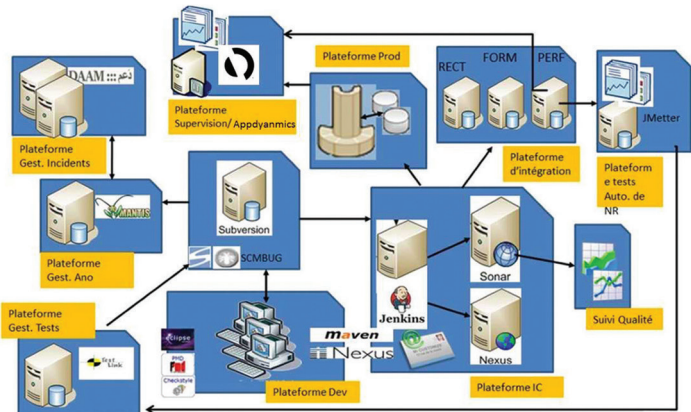 DAAM ::: دعم
Plateforme
Gest. Incidents
Plateforme
Supervision/ Appdyanmics
Plateforme Prod
RECT
FORM
PERF
Plateforme
d'intégration
JMetter
Plateform
e tests
Auto. de
NR
MANTIS
Plateforme
Gest. Ano
Subversion
SCMBUG
Jenkins
Sonar
Nexus
Plateforme IC
Suivi Qualité
Plateforme
Gest. Tests
Test
Link
eclipse
PMD
Checkstyle
maven
Nexus
Plateforme Dev